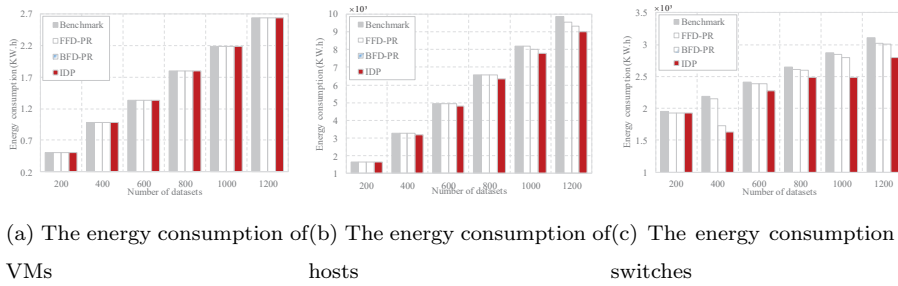 Energy consumption(KW.h)
2.7
2.2
1.7
1.2
0.7
0.2
Benchmark
FFD-PR
BFD-PR
IDP
200 400 600 800 1000 1200
Number of datasets
×10³
Energy consumption(KW.h)
10
9
8
7
6
5
4
3
2
1
Benchmark
FFD-PR
BFD-PR
IDP
200 400 600 800 1000 1200
Number of datasets
×10³
Energy consumption(KW.h)
3.5
3
2.5
2
1.5
1
Benchmark
FFD-PR
BFD-PR
IDP
200 400 600 800 1000 1200
Number of datasets
(a) The energy consumption of
VMs
(b) The energy consumption of
hosts
(c) The energy consumption
switches